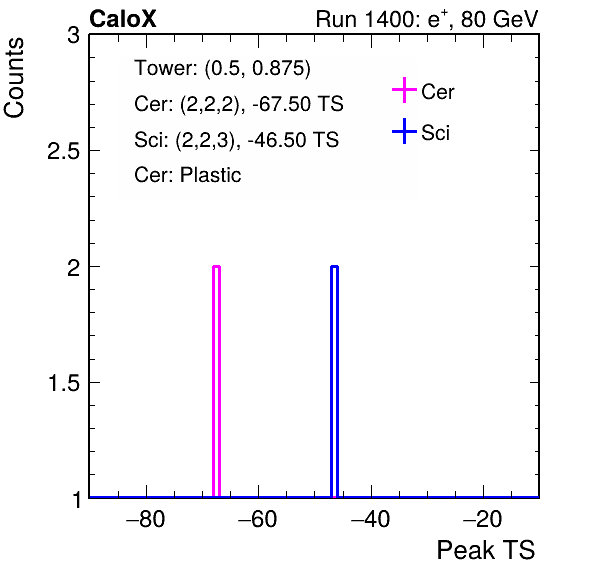 CaloX Run 1400: e⁺, 80 GeV
Counts
Tower: (0.5, 0.875)
Cer: (2,2,2), -67.50 TS
Sci: (2,2,3), -46.50 TS
Cer: Plastic
Cer
Sci
3
2.5
2
1.5
1
−80 −60 −40 −20
Peak TS